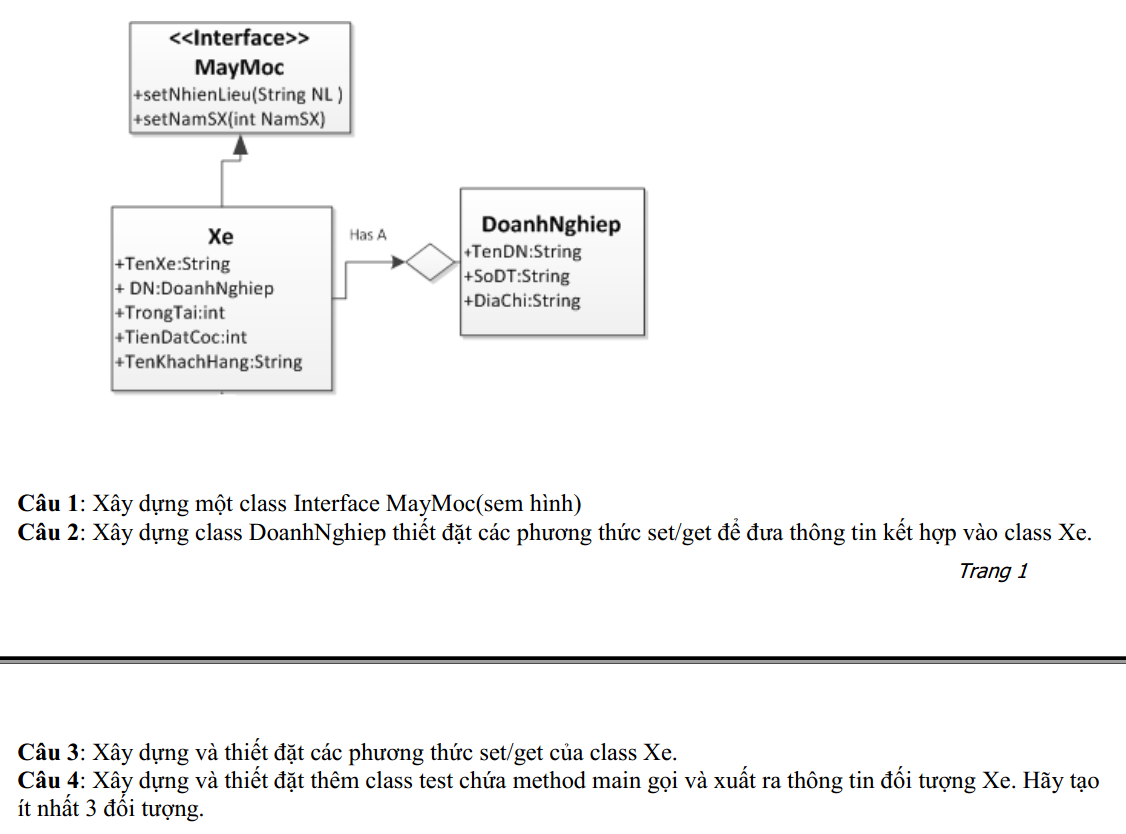 <<Interface>>
MayMoc
+setNhienLieu(String NL )
+setNamSX(int NamSX)
Xe
+TenXe:String
+ DN:DoanhNghiep
+TrongTai:int
+TienDatCoc:int
+TenKhachHang:String
Has A
DoanhNghiep
+TenDN:String
+SoDT:String
+DiaChi:String
Câu 1: Xây dựng một class Interface MayMoc(sem hình)
Câu 2: Xây dựng class DoanhNghiep thiết đặt các phương thức set/get để đưa thông tin kết hợp vào class Xe.
Trang 1
Câu 3: Xây dựng và thiết đặt các phương thức set/get của class Xe.
Câu 4: Xây dựng và thiết đặt thêm class test chứa method main gọi và xuất ra thông tin đối tượng Xe. Hãy tạo
ít nhất 3 đối tượng.